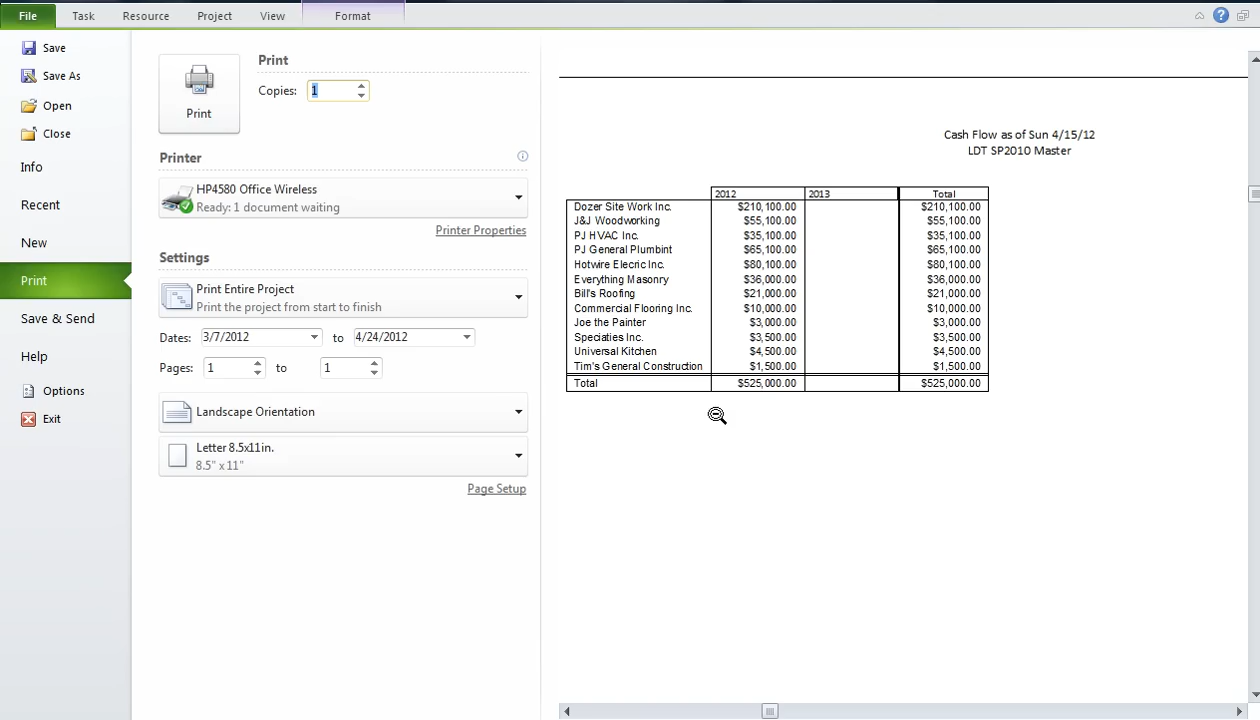 File Task Resource Project View Format
Save
Save As
Open
Close
Info
Recent
New
Print
Save & Send
Help
Options
Exit
Print
Print
Copies: 1
Printer
HP4580 Office Wireless
Ready: 1 document waiting
Printer Properties
Settings
Print Entire Project
Print the project from start to finish
Dates: 3/7/2012 to 4/24/2012
Pages: 1 to 1
Landscape Orientation
Letter 8.5x11in.
8.5" x 11"
Page Setup
Cash Flow as of Sun 4/15/12
LDT SP2010 Master
2012 2013 Total
Dozer Site Work Inc. $210,100.00 $210,100.00
J&J Woodworking $55,100.00 $55,100.00
PJ HVAC Inc. $35,100.00 $35,100.00
PJ General Plumbint $65,100.00 $65,100.00
Hotwire Elecric Inc. $80,100.00 $80,100.00
Everything Masonry $36,000.00 $36,000.00
Bill's Roofing $21,000.00 $21,000.00
Commercial Flooring Inc. $10,000.00 $10,000.00
Joe the Painter $3,000.00 $3,000.00
Specialties Inc. $3,500.00 $3,500.00
Universal Kitchen $4,500.00 $4,500.00
Tim's General Construction $1,500.00 $1,500.00
Total $525,000.00 $525,000.00